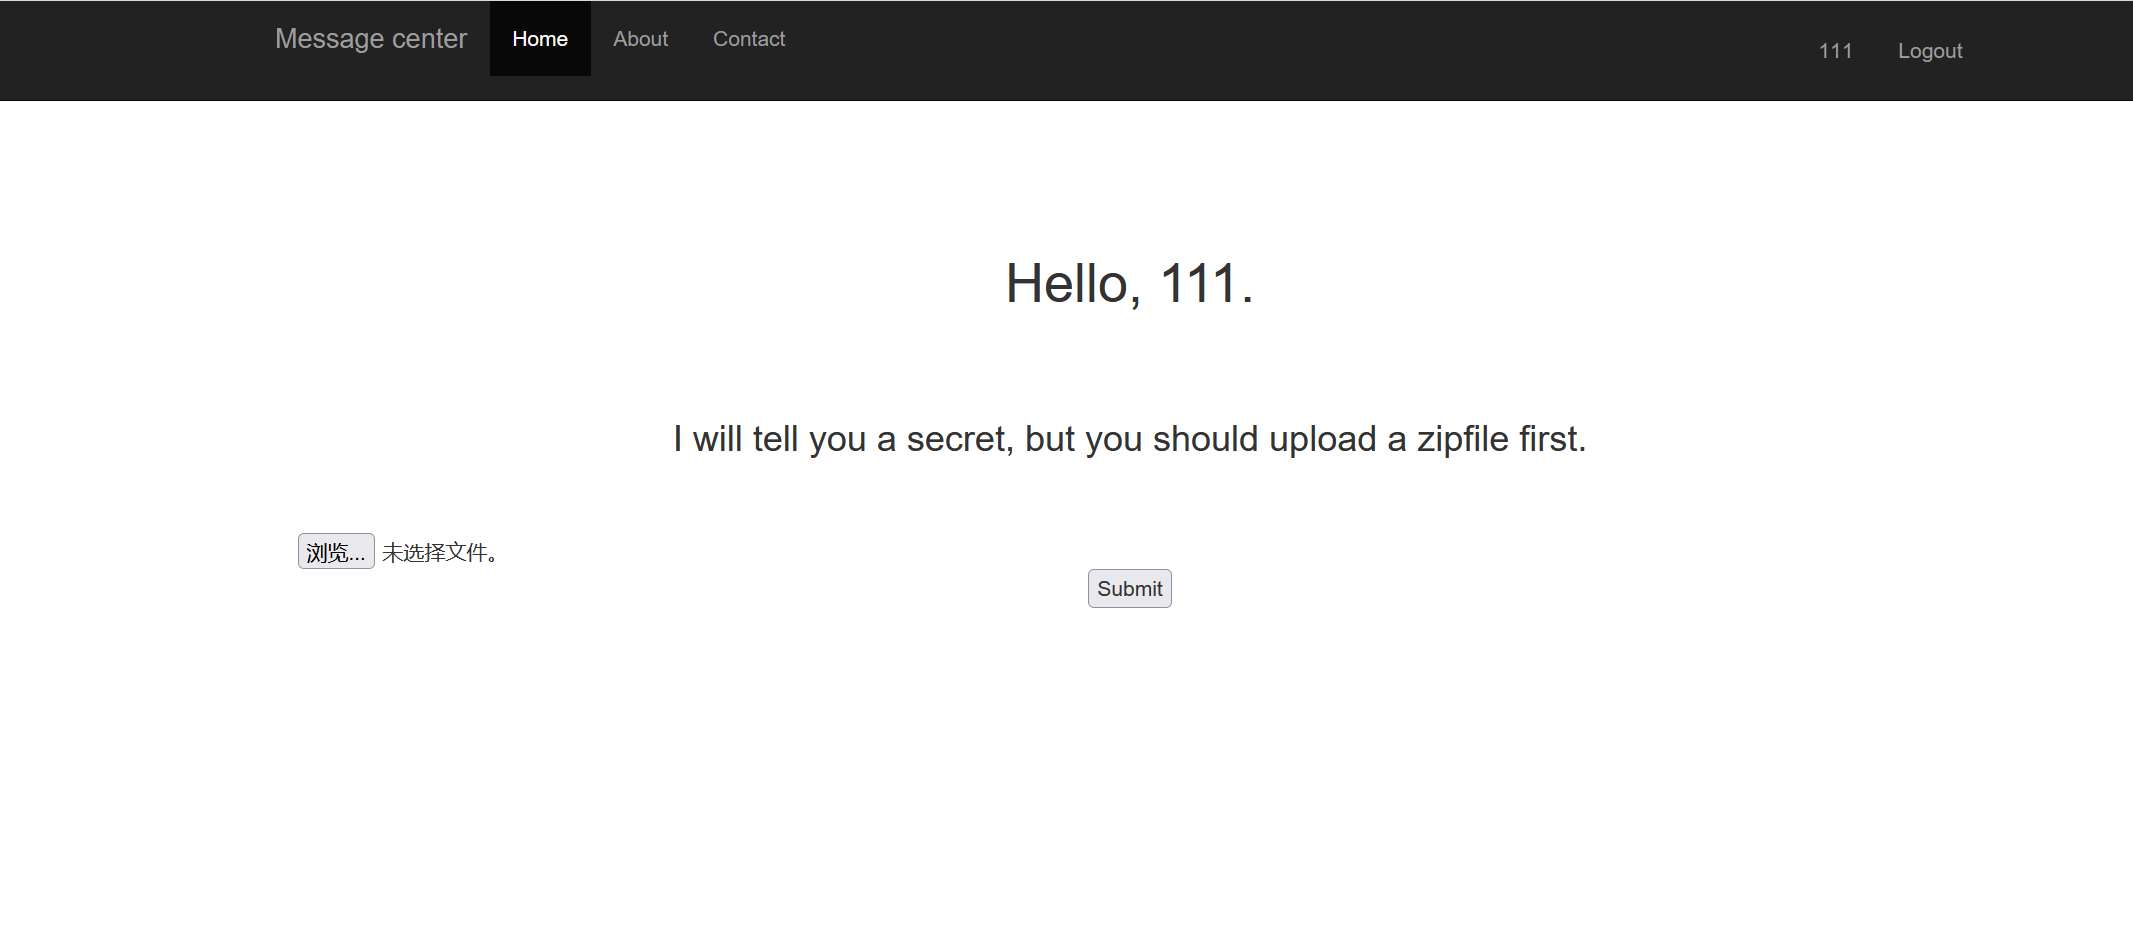 Message center Home About Contact 111 Logout
Hello, 111.
I will tell you a secret, but you should upload a zipfile first.
浏览... 未选择文件。
Submit